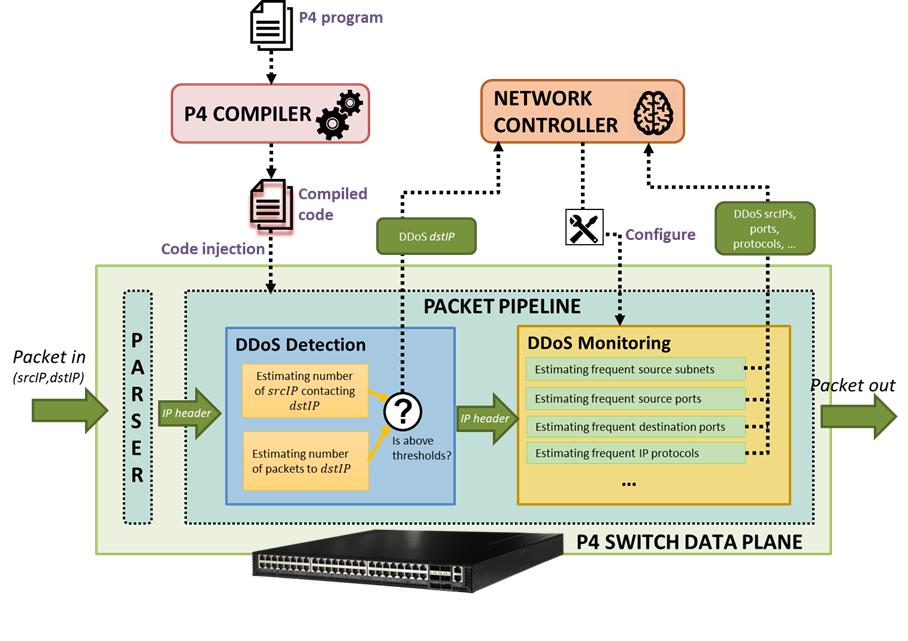 P4 program
P4 COMPILER
NETWORK
CONTROLLER
Compiled
code
DDoS dstIP
Configure
DDoS srcIPs,
ports,
protocols, ...
Code injection
PACKET PIPELINE
PARSER
Packet in
(srcIP,dstIP)
IP header
DDoS Detection
Estimating number
of srcIP contacting
dstIP
Estimating number
of packets to dstIP
?
Is above
thresholds?
IP header
DDoS Monitoring
Estimating frequent source subnets
Estimating frequent source ports
Estimating frequent destination ports
Estimating frequent IP protocols
...
Packet out
P4 SWITCH DATA PLANE